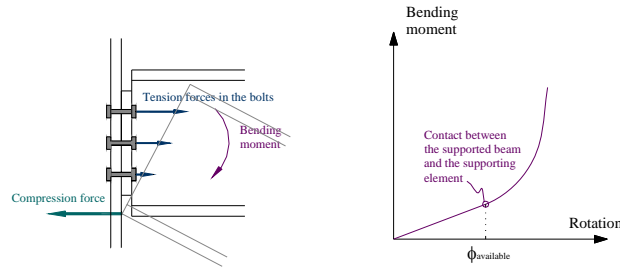 Tension forces in the bolts
Bending
moment
Compression force
Bending
moment
Contact between
the supported beam
and the supporting
element
Rotation
ϕavailable